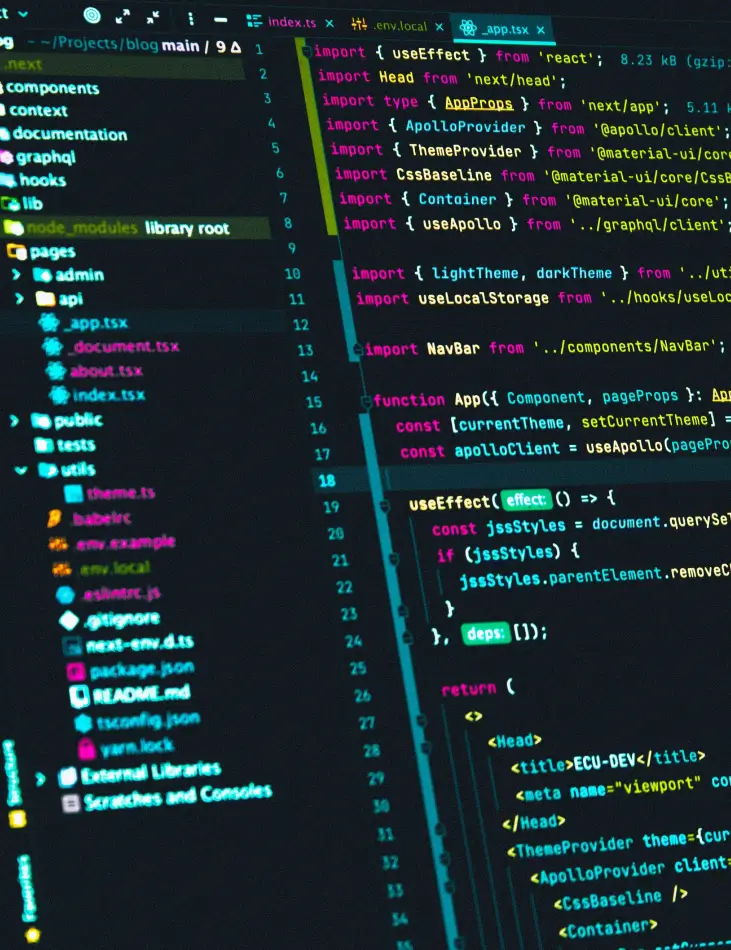 index.ts × .env.local × _app.tsx ×
~/Projects/blog main / 9 Δ
.next
components
context
documentation
graphql
hooks
lib
node_modules library root
pages
admin
api
_app.tsx
_document.tsx
about.tsx
index.tsx
public
tests
utils
theme.ts
.babelrc
.env.example
.env.local
.eslintrc.js
.gitignore
next-env.d.ts
package.json
README.md
tsconfig.json
yarn.lock
External Libraries
Scratches and Consoles
Structure
Favorites
1 import { useEffect } from 'react'; 8.23 kB (gzip:
2 import Head from 'next/head';
3 import type { AppProps } from 'next/app'; 5.11
4 import { ApolloProvider } from '@apollo/client';
5 import { ThemeProvider } from '@material-ui/core
6 import CssBaseline from '@material-ui/core/CssB
7 import { Container } from '@material-ui/core';
8 import { useApollo } from '../graphql/client';
9
10 import { lightTheme, darkTheme } from '../uti
11 import useLocalStorage from '../hooks/useLoc
12
13 import NavBar from '../components/NavBar';
14
15 function App({ Component, pageProps }: App
16 const [currentTheme, setCurrentTheme] =
17 const apolloClient = useApollo(pagePro
18
19 useEffect( effect: () => {
20 const jssStyles = document.querySel
21 if (jssStyles) {
22 jssStyles.parentElement.removeC
23 }
24 }, deps: []);
25
26 return (
27 <>
28 <Head>
29 <title>ECU-DEV</title>
30 <meta name="viewport" co
31 </Head>
32 <ThemeProvider theme={cur
33 <ApolloProvider client=
34 <CssBaseline />
35 <Container>